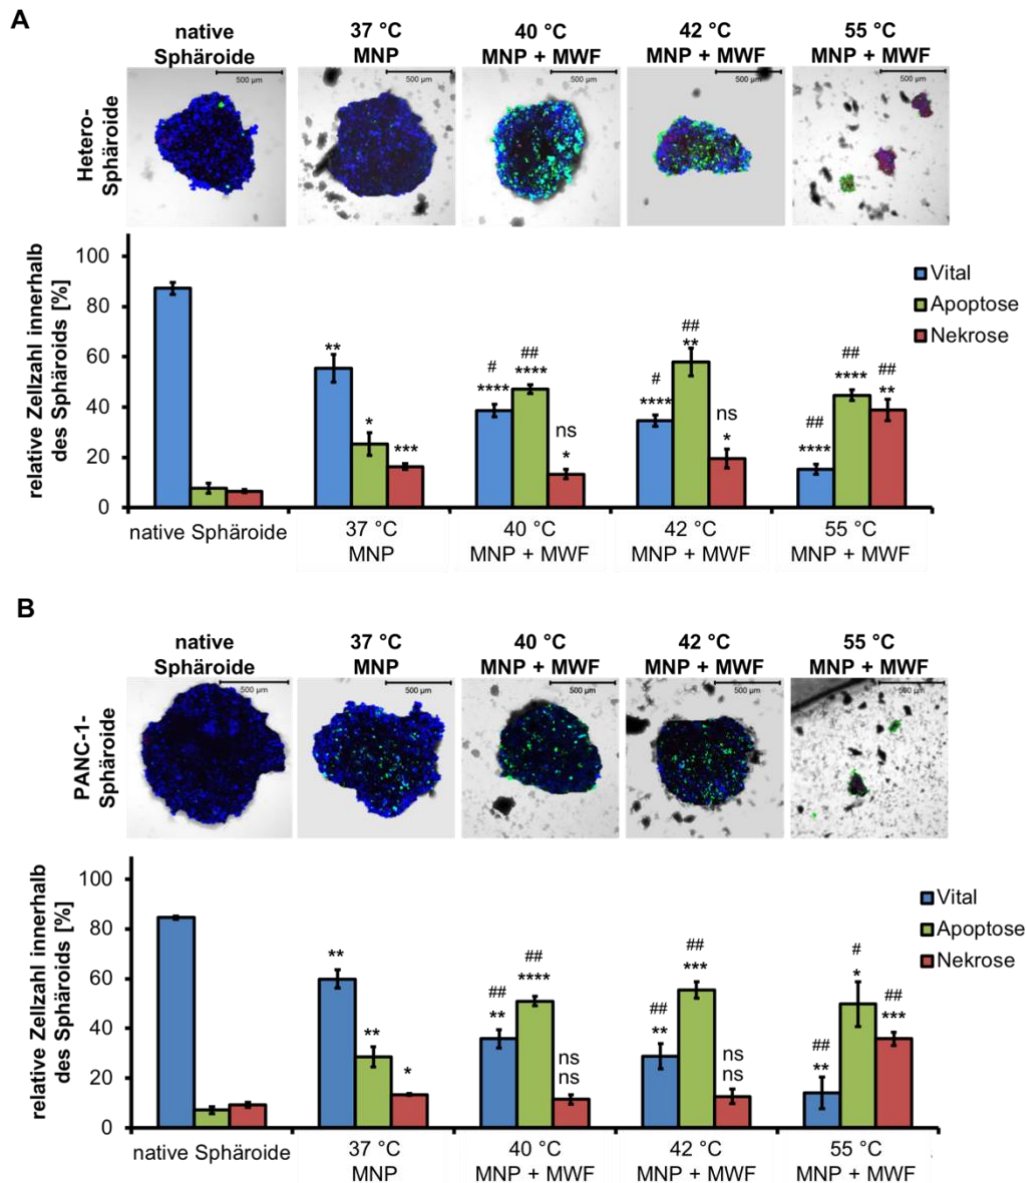 A
native
Sphäroide
37 °C
MNP
40 °C
MNP + MWF
42 °C
MNP + MWF
55 °C
MNP + MWF
500 µm
500 µm
500 µm
500 µm
500 µm
Hetero-
Sphäroide
relative Zellzahl innerhalb
des Sphäroids [%]
100
80
60
40
20
0
**
*
***
#
****
##
****
ns
*
#
****
##
**
ns
*
##
****
##
****
##
**
Vital
Apoptose
Nekrose
native Sphäroide
37 °C
MNP
40 °C
MNP + MWF
42 °C
MNP + MWF
55 °C
MNP + MWF
B
native
Sphäroide
37 °C
MNP
40 °C
MNP + MWF
42 °C
MNP + MWF
55 °C
MNP + MWF
500 µm
500 µm
500 µm
500 µm
500 µm
PANC-1-
Sphäroide
relative Zellzahl innerhalb
des Sphäroids [%]
100
80
60
40
20
0
**
**
*
##
**
##
****
ns
ns
##
**
##
***
ns
ns
##
**
#
*
##
***
Vital
Apoptose
Nekrose
native Sphäroide
37 °C
MNP
40 °C
MNP + MWF
42 °C
MNP + MWF
55 °C
MNP + MWF